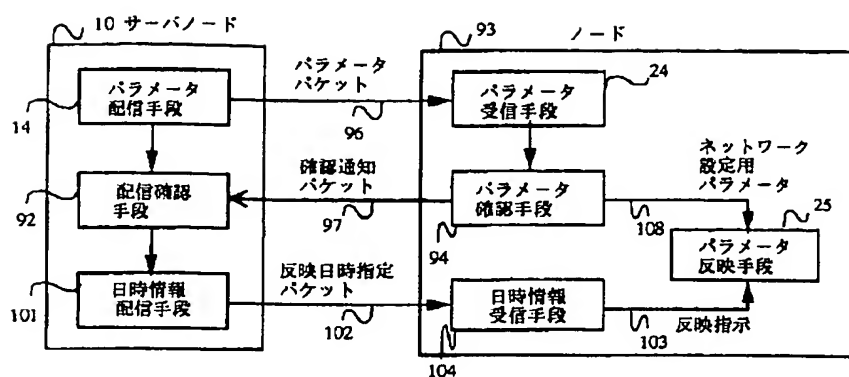 10 サーバノード
93
ノード
パラメータ
配信手段
14
パラメータ
パケット
96
パラメータ
受信手段
24
配信確認
手段
92
確認通知
パケット
97
パラメータ
確認手段
94
ネットワーク
設定用
パラメータ
108
25
パラメータ
反映手段
日時情報
配信手段
101
反映日時指定
パケット
102
日時情報
受信手段
104
103
反映指示